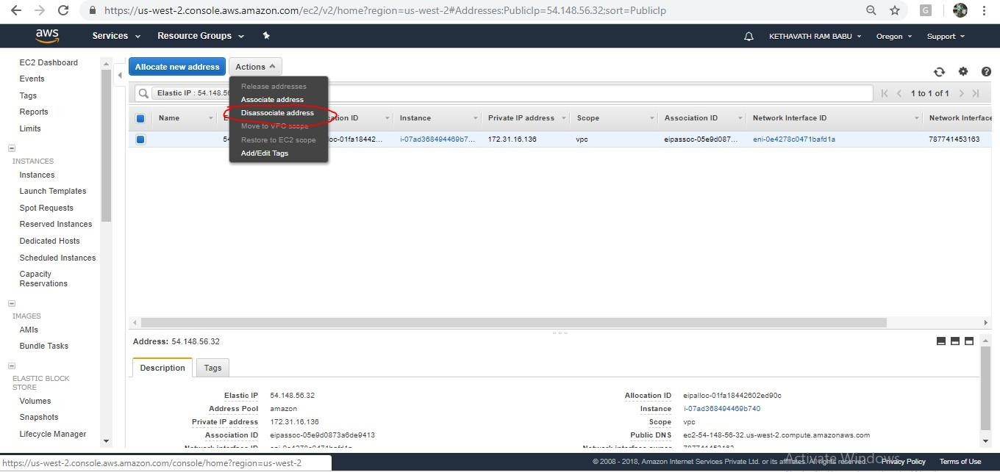 https://us-west-2.console.aws.amazon.com/ec2/v2/home?region=us-west-2#Addresses:PublicIp=54.148.56.32;sort=PublicIp
G
aws Services Resource Groups KETHAVATH RAM BABU Oregon Support
EC2 Dashboard
Events
Tags
Reports
Limits
INSTANCES
Instances
Launch Templates
Spot Requests
Reserved Instances
Dedicated Hosts
Scheduled Instances
Capacity
Reservations
IMAGES
AMIs
Bundle Tasks
ELASTIC BLOCK
STORE
Volumes
Snapshots
Lifecycle Manager
Allocate new address Actions
Release addresses
Associate address
Disassociate address
Move to VPC scope
Restore to EC2 scope
Add/Edit Tags
Elastic IP : 54.148.56 1 to 1 of 1
Name E ation ID Instance Private IP address Scope Association ID Network Interface ID Network Interface
54 lloc-01fa18442... i-07ad368494469b7... 172.31.16.136 vpc eipassoc-05e9d087... eni-0e4278c0471bafd1a 787741453163
Address: 54.148.56.32
Description Tags
Elastic IP 54.148.56.32 Allocation ID eipalloc-01fa18442602ed90c
Address Pool amazon Instance i-07ad368494469b740
Private IP address 172.31.16.136 Scope vpc
Association ID eipassoc-05e9d0873a6de9413 Public DNS ec2-54-148-56-32.us-west-2.compute.amazonaws.com
Network interface ID eni-0e4278c0471bafd1a Network interface owner 787741453163
https://us-west-2.console.aws.amazon.com/console/home?region=us-west-2
© 2008 - 2018, Amazon Internet Services Private Ltd. or its affiliates. All rights reserved. Privacy Policy Terms of Use
Activate Windows